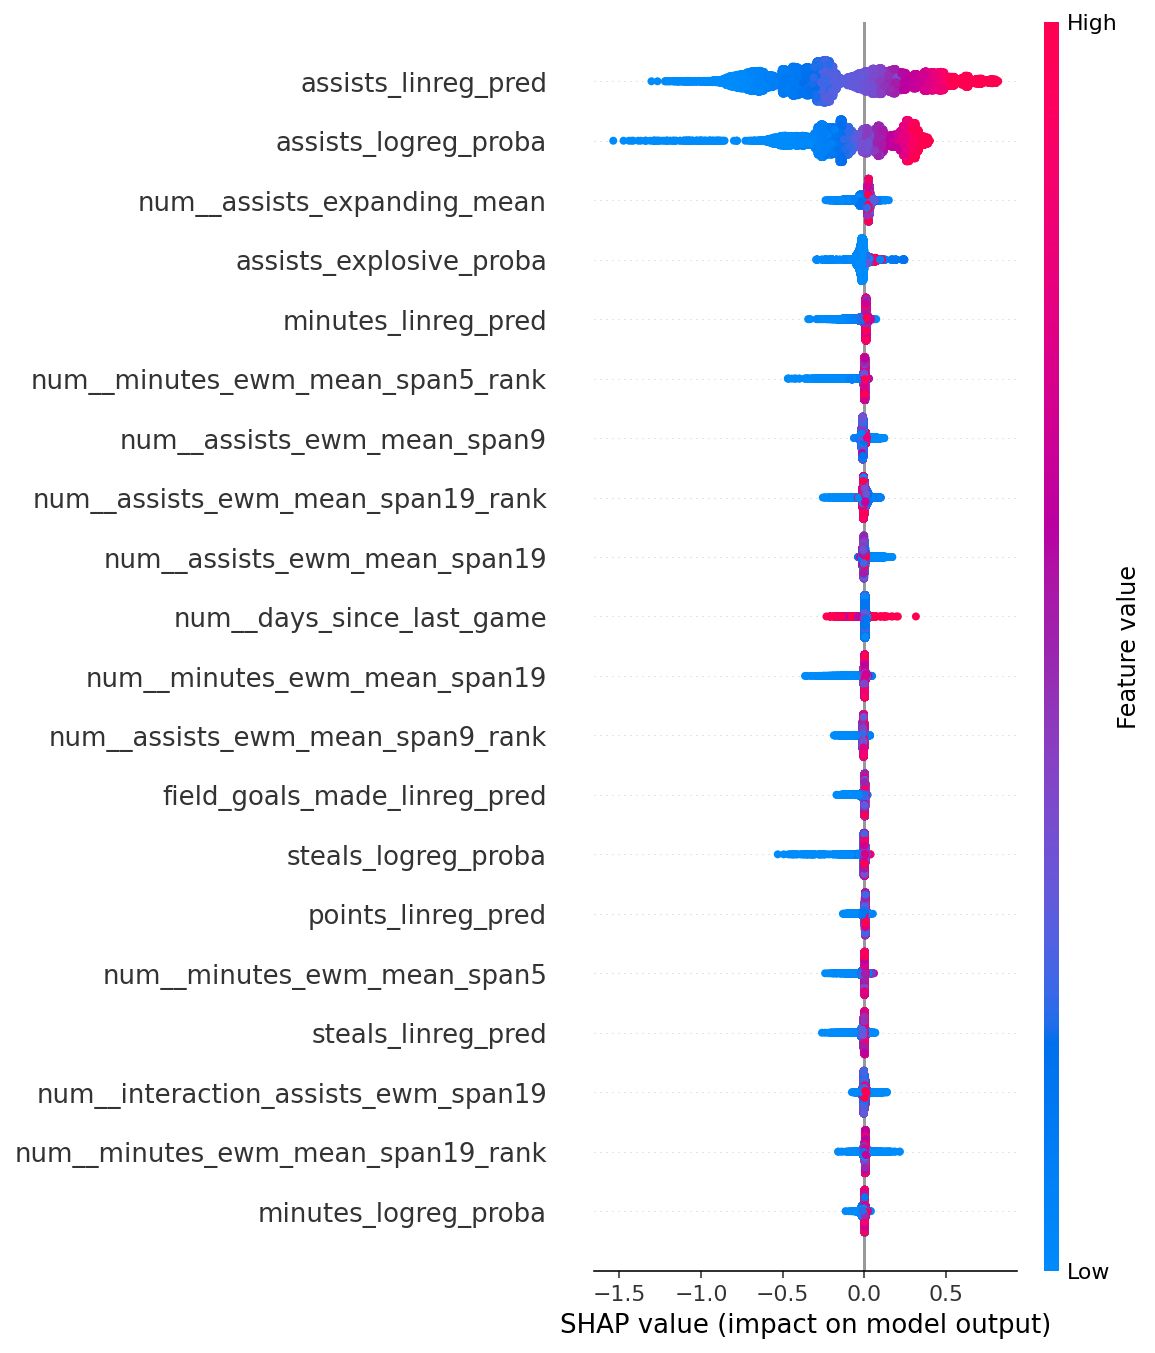 High
assists_linreg_pred
assists_logreg_proba
num__assists_expanding_mean
assists_explosive_proba
minutes_linreg_pred
num__minutes_ewm_mean_span5_rank
num__assists_ewm_mean_span9
num__assists_ewm_mean_span19_rank
num__assists_ewm_mean_span19
num__days_since_last_game
num__minutes_ewm_mean_span19
num__assists_ewm_mean_span9_rank
field_goals_made_linreg_pred
steals_logreg_proba
points_linreg_pred
num__minutes_ewm_mean_span5
steals_linreg_pred
num__interaction_assists_ewm_span19
num__minutes_ewm_mean_span19_rank
minutes_logreg_proba
Feature value
Low
−1.5 −1.0 −0.5 0.0 0.5
SHAP value (impact on model output)